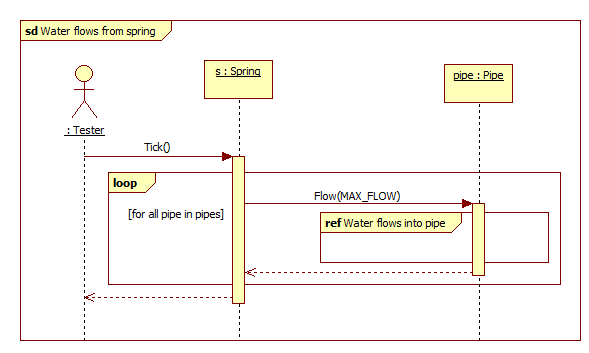 sd Water flows from spring
s : Spring
pipe : Pipe
: Tester
Tick()
loop
Flow(MAX_FLOW)
[for all pipe in pipes]
ref Water flows into pipe